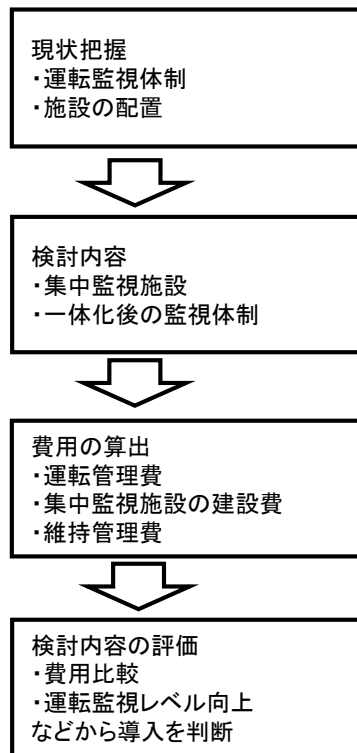 現状把握
・運転監視体制
・施設の配置
検討内容
・集中監視施設
・一体化後の監視体制
費用の算出
・運転管理費
・集中監視施設の建設費
・維持管理費
検討内容の評価
・費用比較
・運転監視レベル向上
などから導入を判断